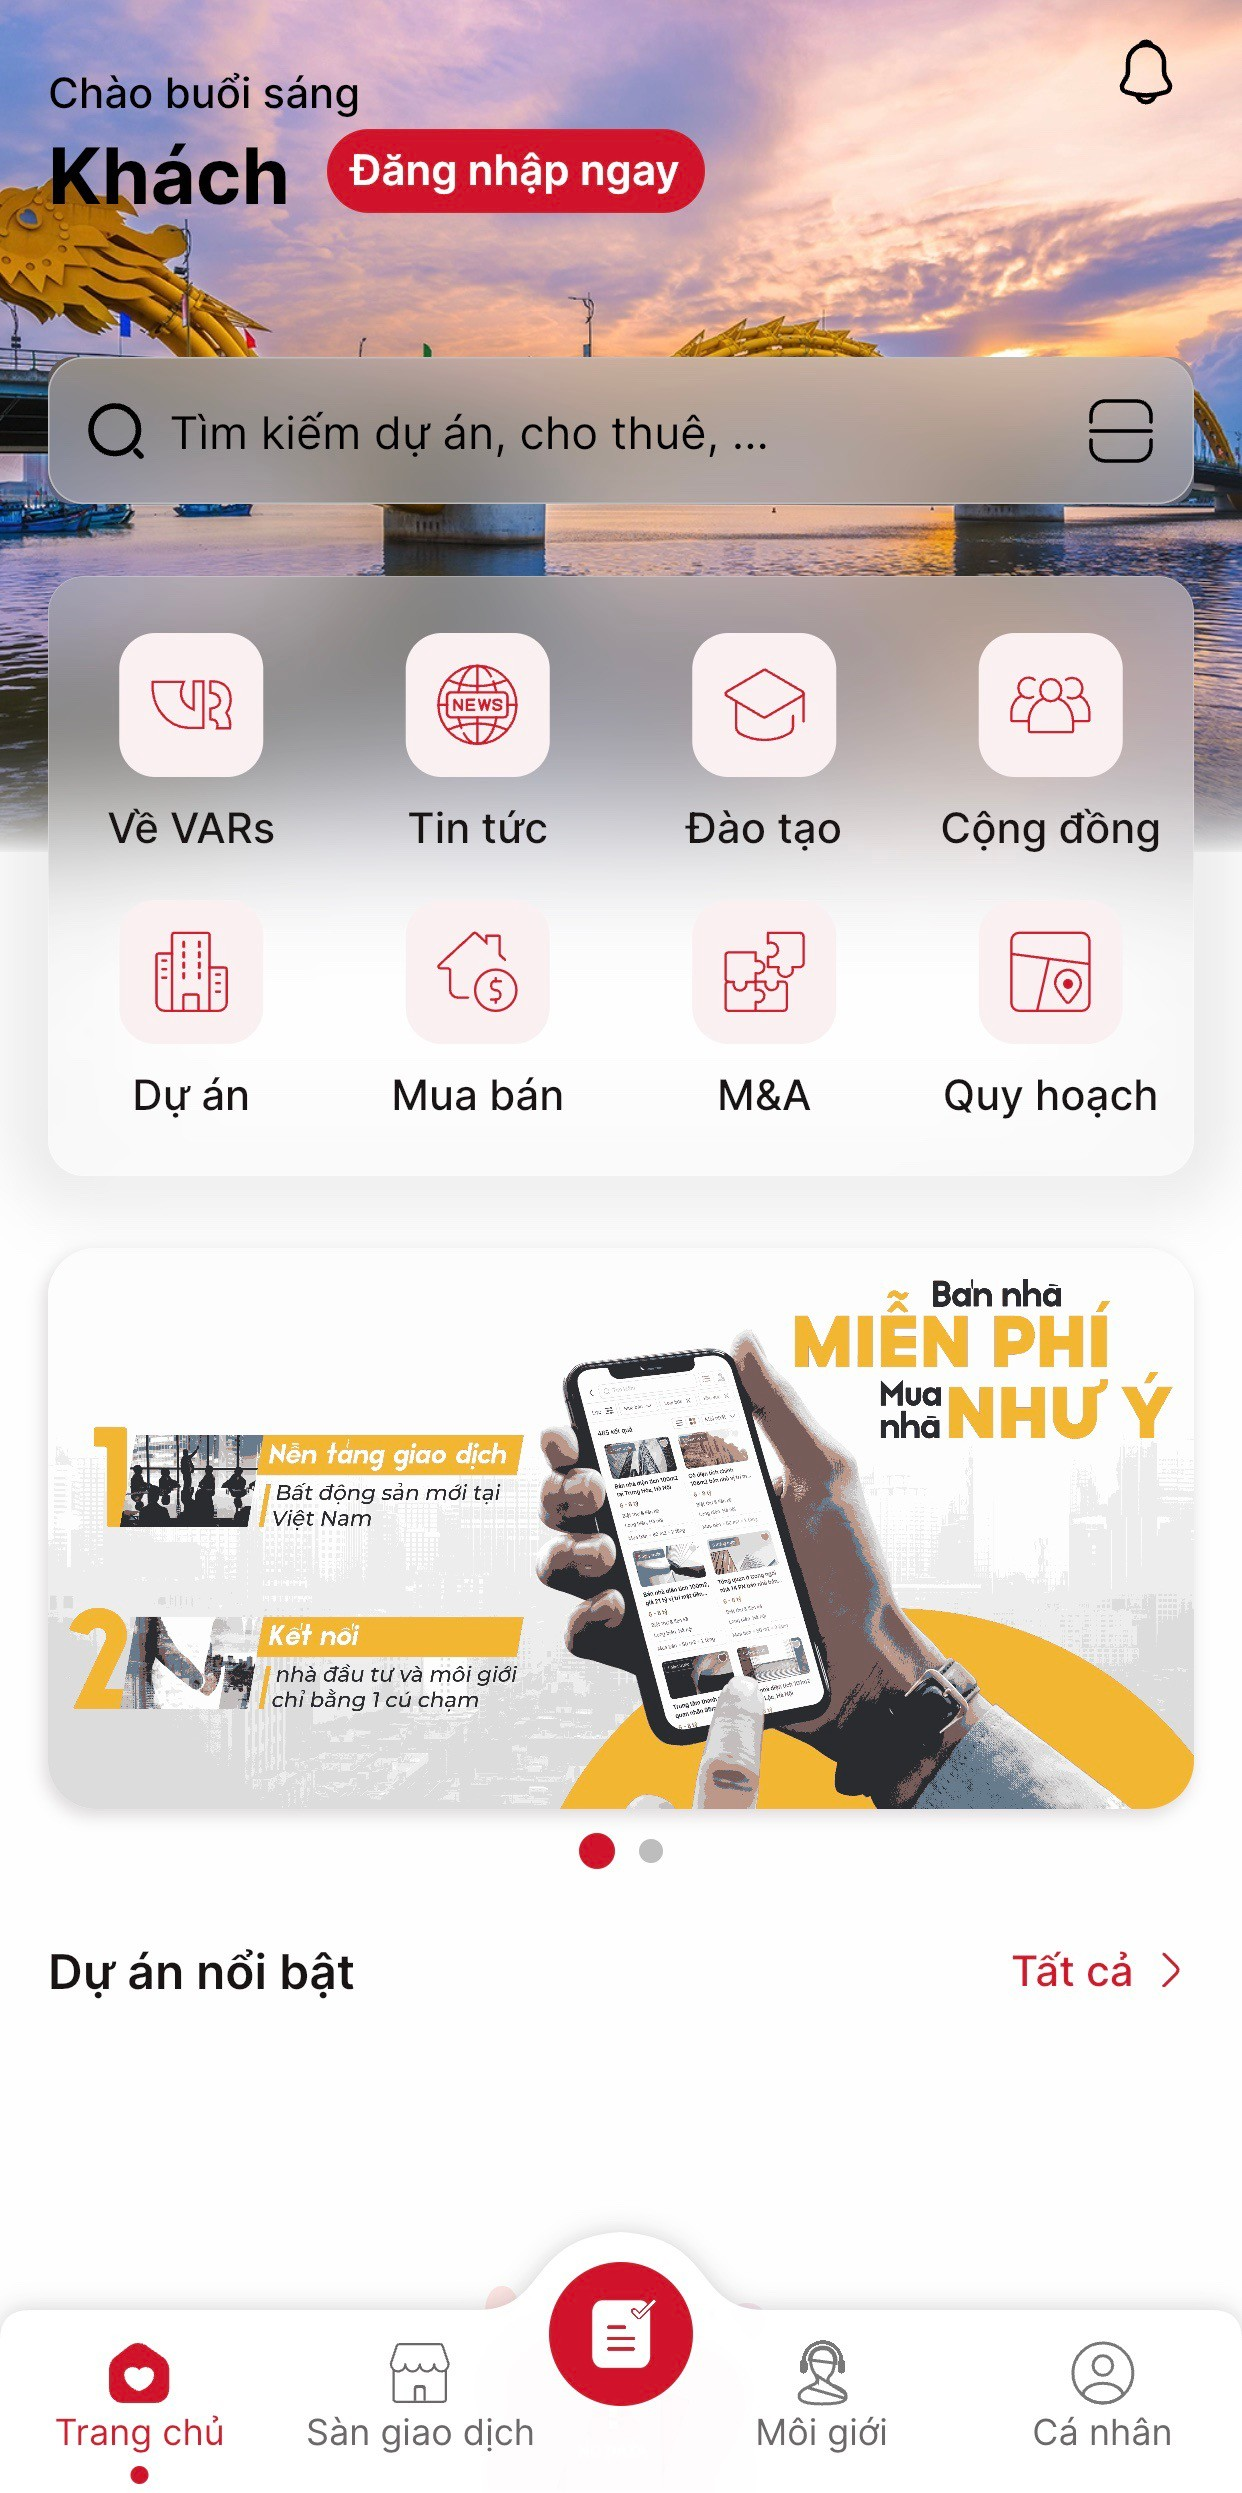 Chào buổi sáng
Khách
Đăng nhập ngay
Tìm kiếm dự án, cho thuê, ...
NEWS
Về VARs
Tin tức
Đào tạo
Cộng đồng
Dự án
Mua bán
M&A
Quy hoạch
Bán nhà
MIỄN PHÍ
Mua nhà NHƯ Ý
1
Nền tảng giao dịch
Bất động sản mới tại
Việt Nam
2
Kết nối
nhà đầu tư và môi giới
chỉ bằng 1 cú chạm
Dự án nổi bật
Tất cả
Trang chủ
Sàn giao dịch
Môi giới
Cá nhân